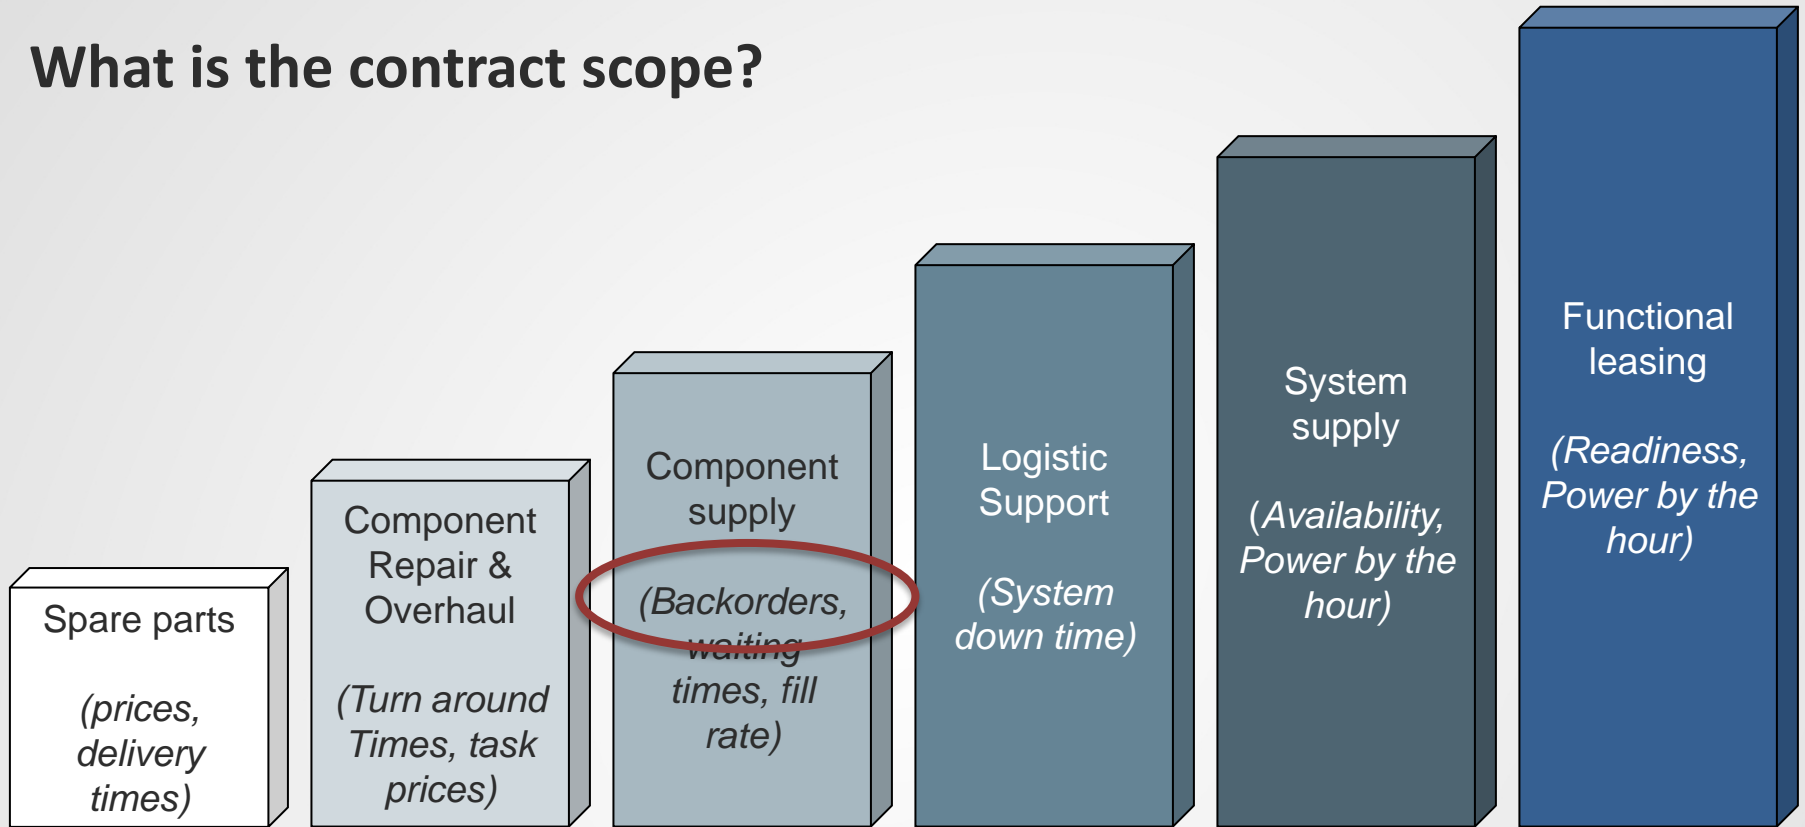 What is the contract scope?
Spare parts
(prices,
delivery
times)
Component
Repair &
Overhaul
(Turn around
Times, task
prices)
Component
supply
(Backorders,
waiting
times, fill
rate)
Logistic
Support
(System
down time)
System
supply
(Availability,
Power by the
hour)
Functional
leasing
(Readiness,
Power by the
hour)